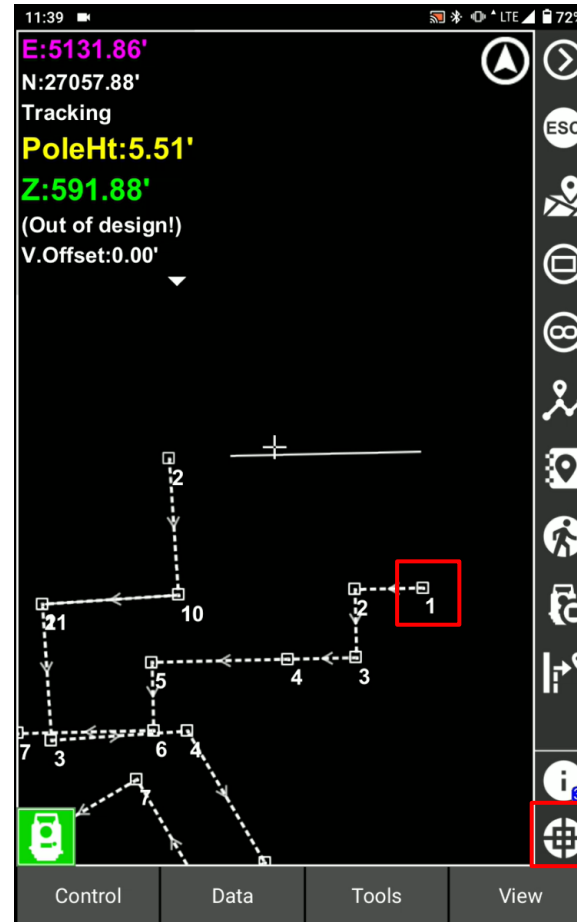 11:39 LTE 72%
E:5131.86'
N:27057.88'
Tracking
PoleHt:5.51'
Z:591.88'
(Out of design!)
V.Offset:0.00'
ESC
2
10
21
1
2
3
4
5
6
4
7
3
7
i
Control Data Tools View